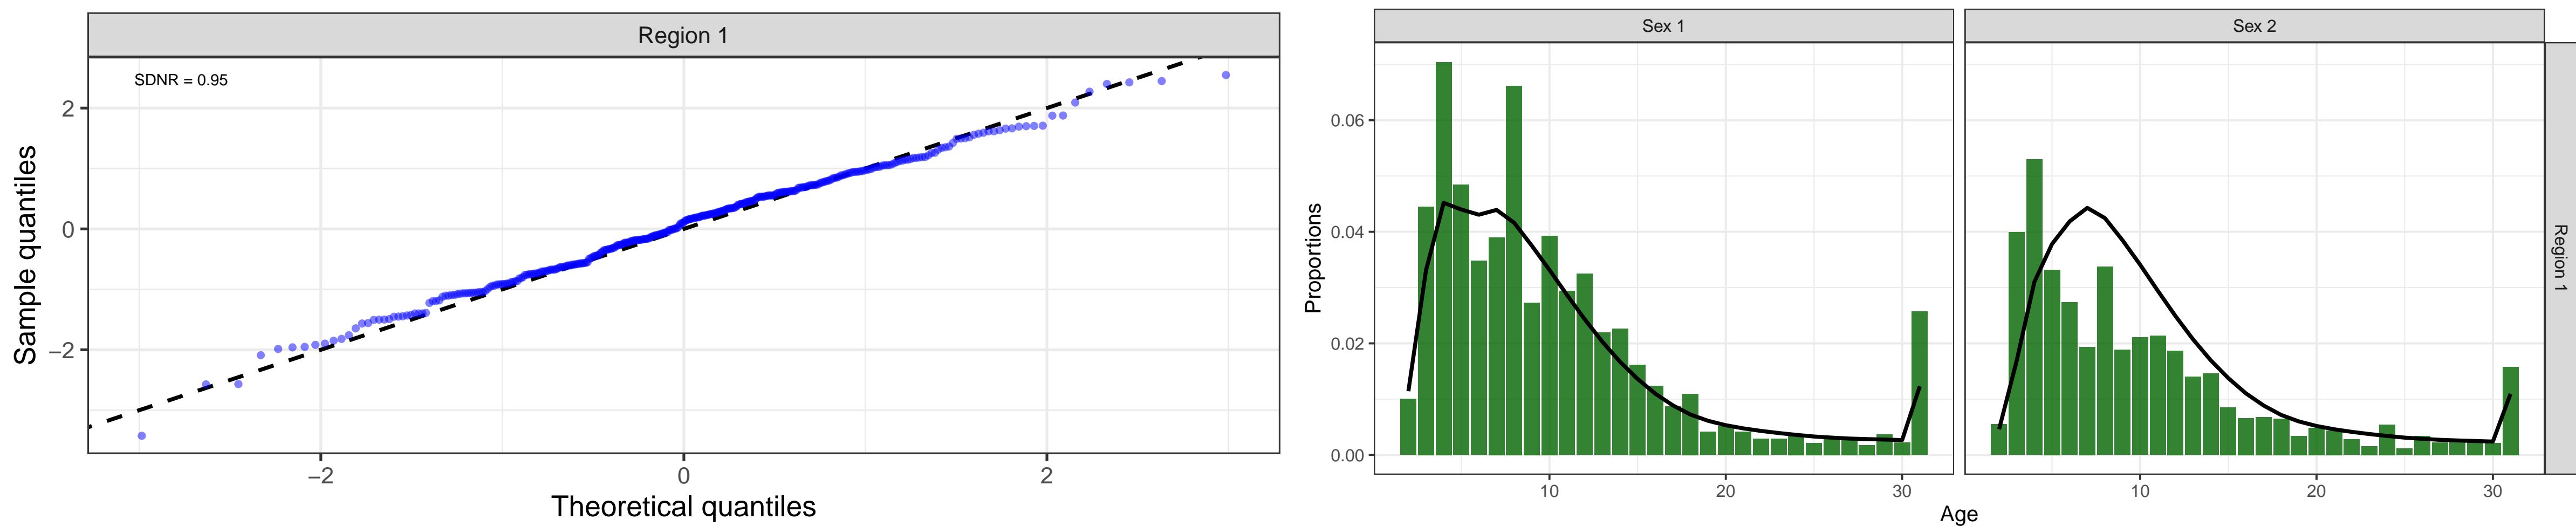 Region 1
SDNR = 0.95
2
0
−2
Sample quantiles
−2
0
2
Theoretical quantiles
Sex 1
Sex 2
Region 1
0.06
0.04
0.02
0.00
Proportions
10
20
30
10
20
30
Age